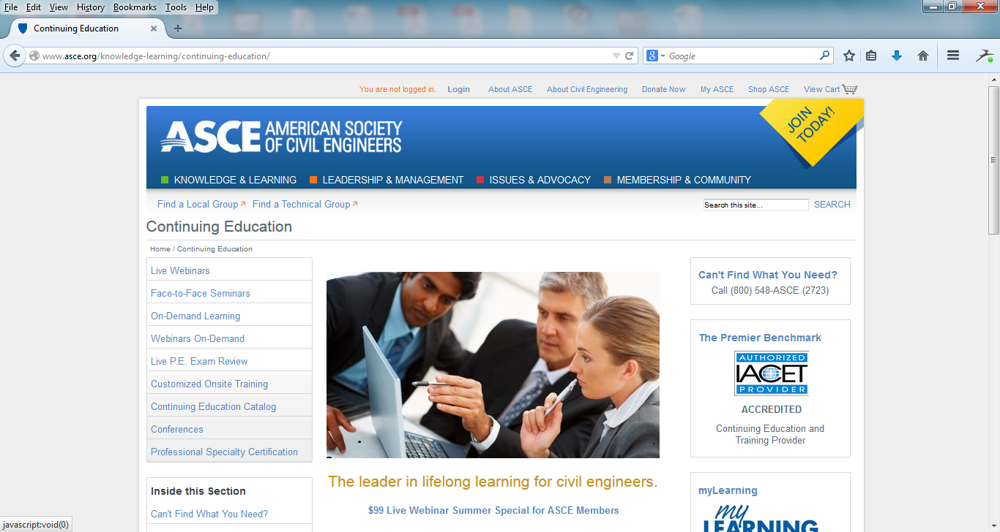 File Edit View History Bookmarks Tools Help
Continuing Education
www.asce.org/knowledge-learning/continuing-education/
Google
You are not logged in. Login About ASCE About Civil Engineering Donate Now My ASCE Shop ASCE View Cart
JOIN
TODAY!
ASCE AMERICAN SOCIETY
OF CIVIL ENGINEERS
KNOWLEDGE & LEARNING LEADERSHIP & MANAGEMENT ISSUES & ADVOCACY MEMBERSHIP & COMMUNITY
Find a Local Group Find a Technical Group
Search this site... SEARCH
Continuing Education
Home / Continuing Education
Live Webinars
Face-to-Face Seminars
On-Demand Learning
Webinars On-Demand
Live P.E. Exam Review
Customized Onsite Training
Continuing Education Catalog
Conferences
Professional Specialty Certification
Inside this Section
Can't Find What You Need?
The leader in lifelong learning for civil engineers.
$99 Live Webinar Summer Special for ASCE Members
Can't Find What You Need?
Call (800) 548-ASCE (2723)
The Premier Benchmark
AUTHORIZED
IACET
PROVIDER
ACCREDITED
Continuing Education and
Training Provider
myLearning
my
LEARNING
javascript:void(0)